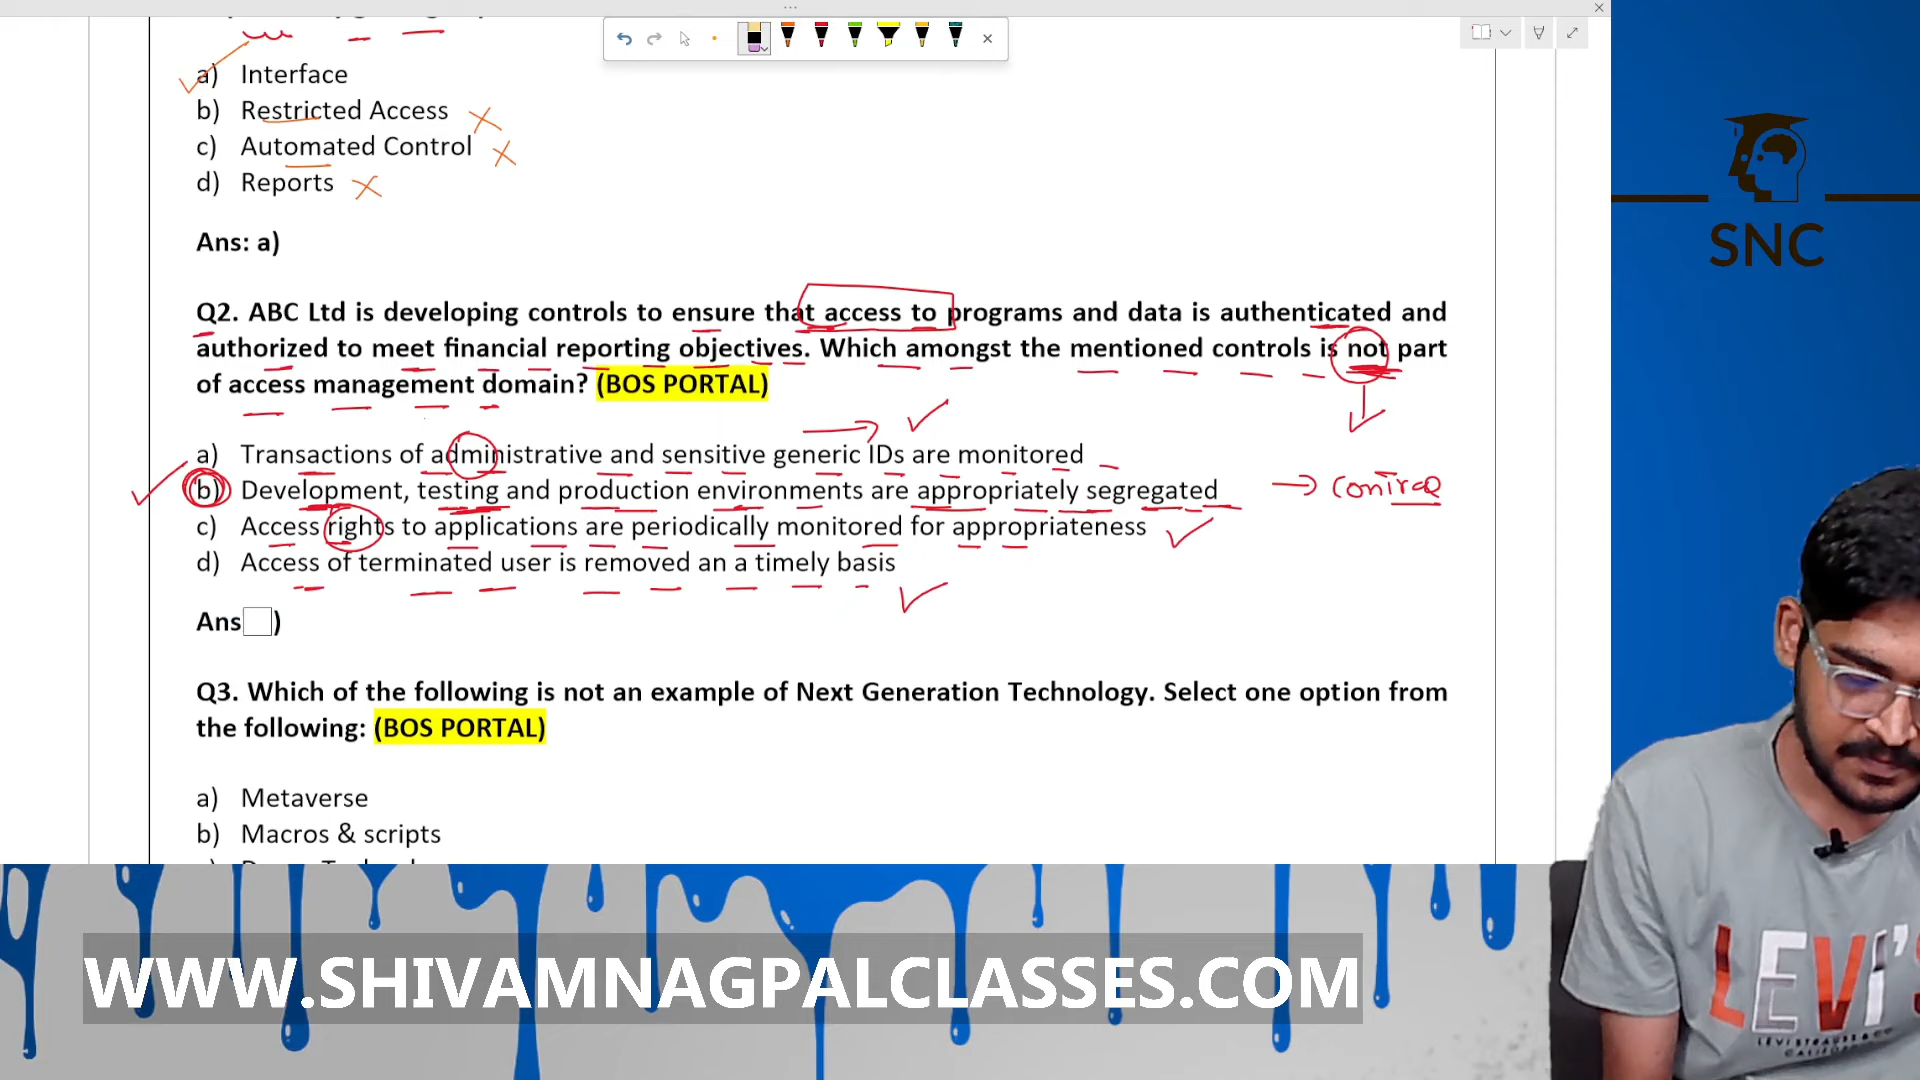 a) Interface
b) Restricted Access
c) Automated Control
d) Reports
Ans: a)
Q2. ABC Ltd is developing controls to ensure that access to programs and data is authenticated and
authorized to meet financial reporting objectives. Which amongst the mentioned controls is not part
of access management domain? (BOS PORTAL)
a) Transactions of administrative and sensitive generic IDs are monitored
b) Development, testing and production environments are appropriately segregated
c) Access rights to applications are periodically monitored for appropriateness
d) Access of terminated user is removed an a timely basis
Ans )
Q3. Which of the following is not an example of Next Generation Technology. Select one option from
the following: (BOS PORTAL)
a) Metaverse
b) Macros & scripts
SNC
WWW.SHIVAMNAGPALCLASSES.COM
LEVI'S